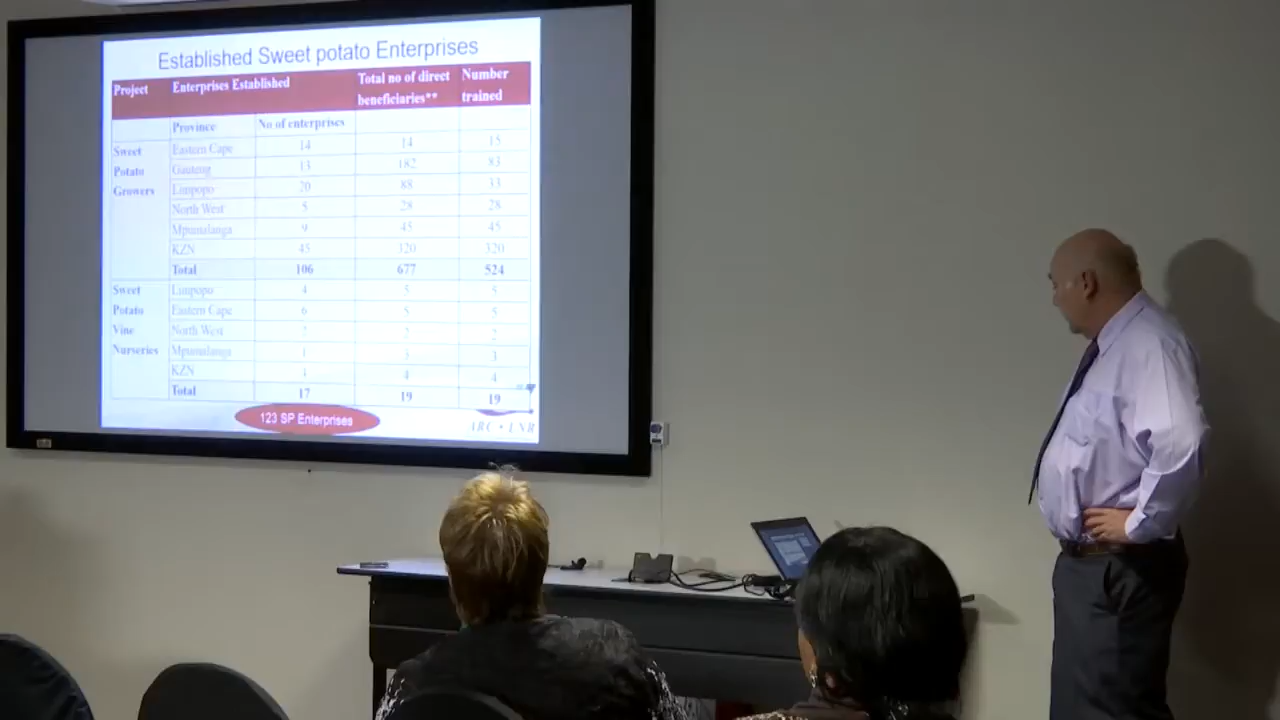 Established Sweet potato Enterprises
Project Enterprises Established Total no of direct beneficiaries** Number trained
Province No of enterprises
Sweet Potato Growers
Eastern Cape 14 14 15
Gauteng 13 182 83
Limpopo 20 88 33
North West 5 28 28
Mpumalanga 9 45 45
KZN 45 320 320
Total 106 677 524
Sweet Potato Vine Nurseries
Limpopo 4 5 5
Eastern Cape 6 5 5
North West 2 2
Mpumalanga 1 3 3
KZN 4 4
Total 17 19 19
123 SP Enterprises
ARC • LNR